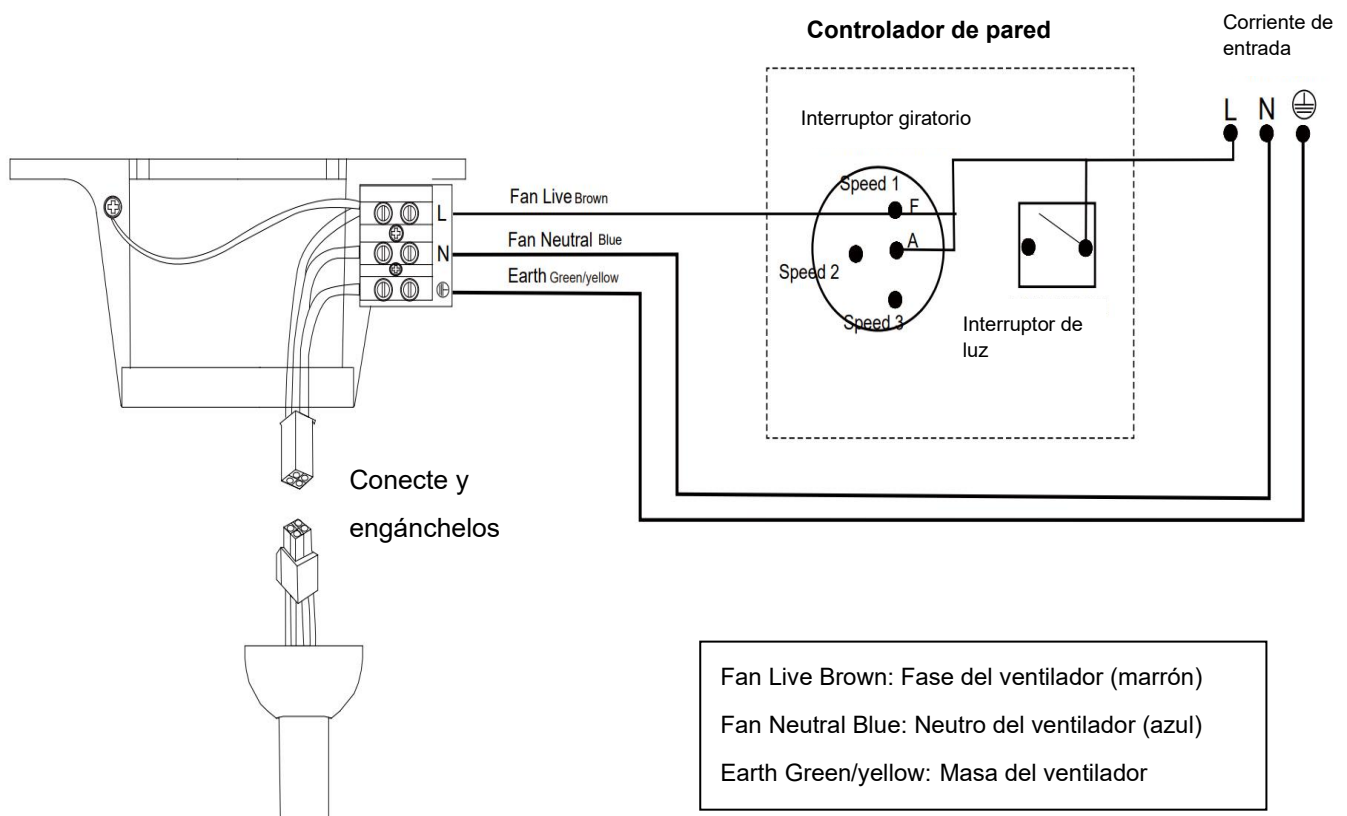 Controlador de pared
Corriente de
entrada
Interruptor giratorio
L N
Speed 1
F
A
Speed 2
Speed 3
Interruptor de
luz
L
N
Fan Live Brown
Fan Neutral Blue
Earth Green/yellow
Conecte y
engánchelos
Fan Live Brown: Fase del ventilador (marrón)
Fan Neutral Blue: Neutro del ventilador (azul)
Earth Green/yellow: Masa del ventilador